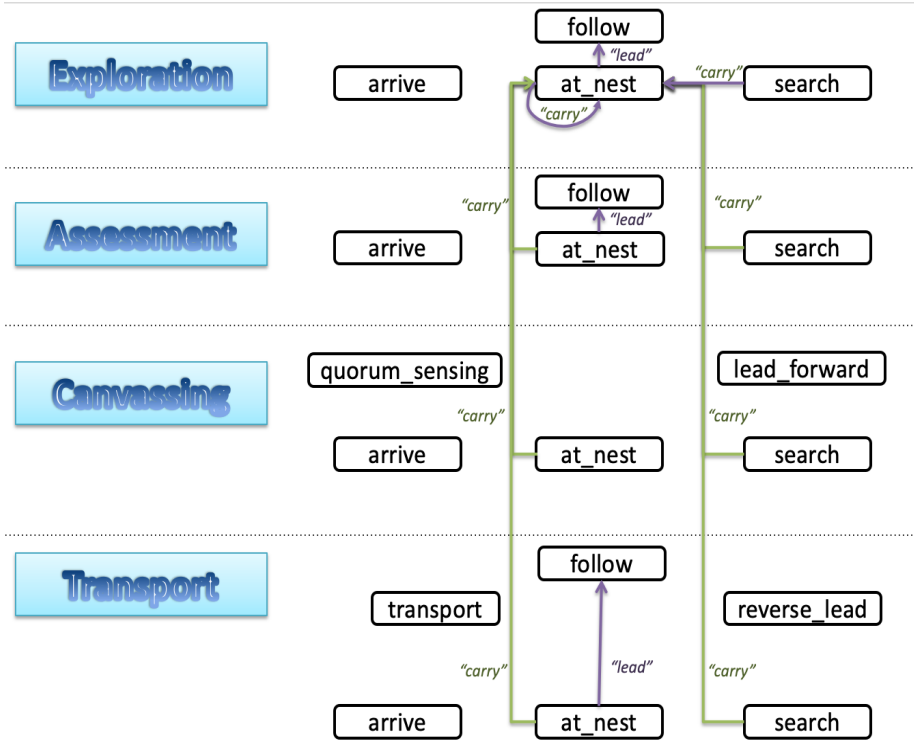 follow
“lead”
Exploration
arrive
at_nest
“carry”
search
“carry”
follow
“carry”
“lead”
“carry”
Assessment
arrive
at_nest
search
quorum_sensing
lead_forward
Canvassing
“carry”
“carry”
arrive
at_nest
search
follow
Transport
transport
reverse_lead
“carry”
“lead”
“carry”
arrive
at_nest
search